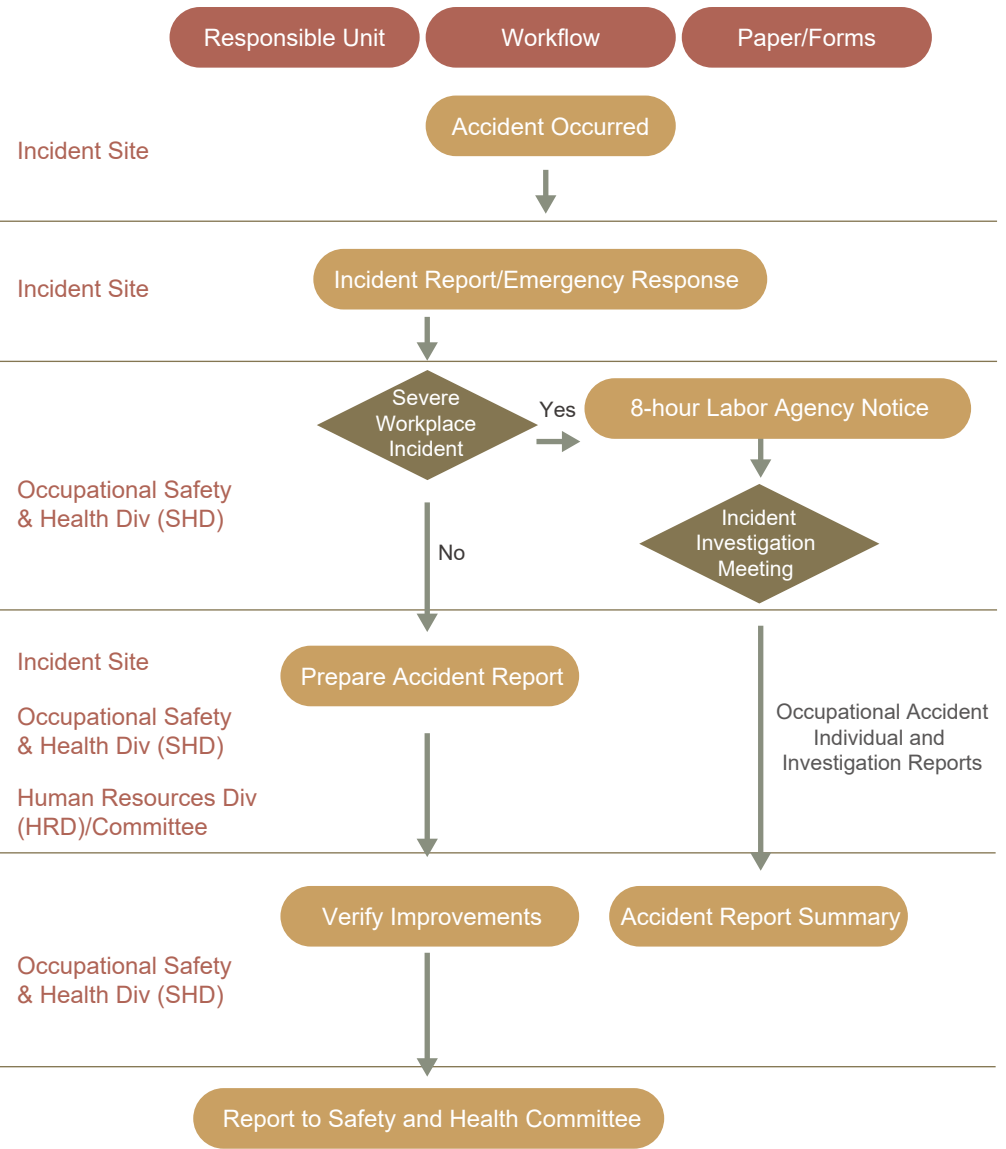 Responsible Unit
Workflow
Paper/Forms
Accident Occurred
Incident Site
Incident Site
Incident Report/Emergency Response
Severe
Workplace
Incident
Yes
8-hour Labor Agency Notice
Occupational Safety
& Health Div (SHD)
No
Incident
Investigation
Meeting
Incident Site
Prepare Accident Report
Occupational Safety
& Health Div (SHD)
Human Resources Div
(HRD)/Committee
Occupational Accident
Individual and
Investigation Reports
Verify Improvements
Accident Report Summary
Occupational Safety
& Health Div (SHD)
Report to Safety and Health Committee